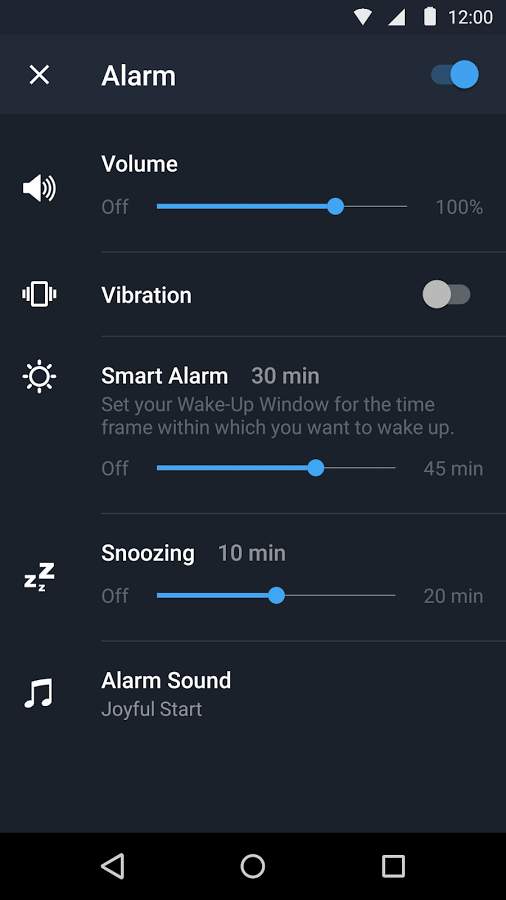 12:00
Alarm
Volume
Off 100%
Vibration
Smart Alarm 30 min
Set your Wake-Up Window for the time
frame within which you want to wake up.
Off 45 min
Snoozing 10 min
Off 20 min
Alarm Sound
Joyful Start